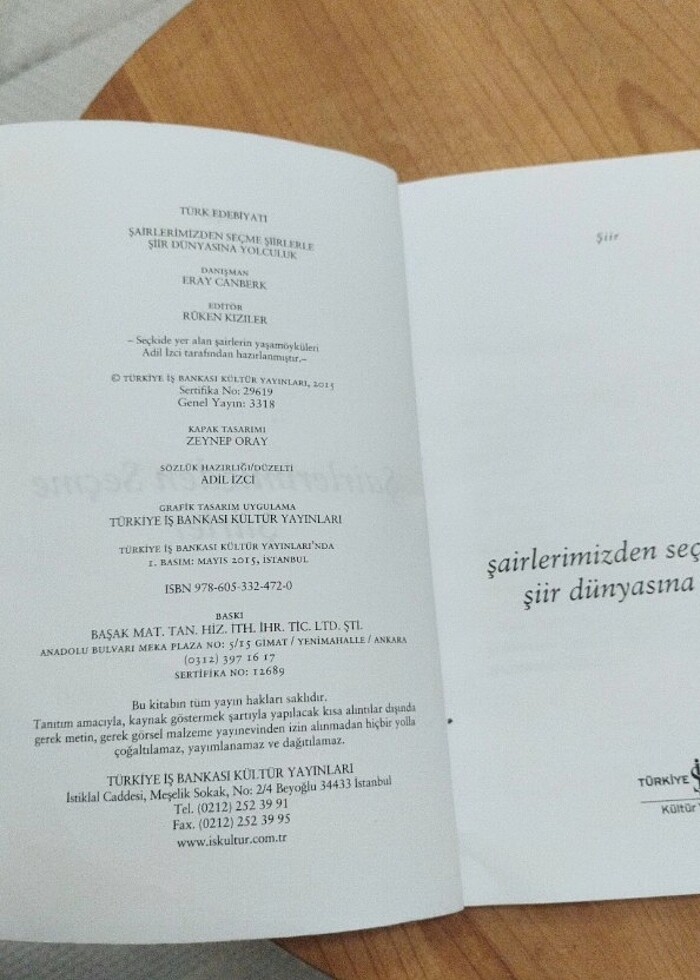 TÜRK EDEBİYATI
ŞAİRLERİMİZDEN SEÇME ŞİİRLERLE
ŞİİR DÜNYASINA YOLCULUK
DANIŞMAN
ERAY CANBERK
EDİTÖR
RÛKEN KIZILER
– Seçkide yer alan şairlerin yaşamöyküleri
Adil İzci tarafından hazırlanmıştır.–
© TÜRKİYE İŞ BANKASI KÜLTÜR YAYINLARI, 2015
Sertifika No: 29619
Genel Yayın: 3318
KAPAK TASARIMI
ZEYNEP ORAY
SÖZLÜK HAZIRLIĞI/DÜZELTİ
ADİL İZCİ
GRAFİK TASARIM UYGULAMA
TÜRKİYE İŞ BANKASI KÜLTÜR YAYINLARI
TÜRKİYE İŞ BANKASI KÜLTÜR YAYINLARI'NDA
1. BASIM: MAYIS 2015, İSTANBUL
ISBN 978-605-332-472-0
BASKI
BAŞAK MAT. TAN. HİZ. İTH. İHR. TİC. LTD. ŞTİ.
ANADOLU BULVARI MEKA PLAZA NO: 5/15 GİMAT / YENİMAHALLE / ANKARA
(0312) 397 16 17
SERTİFİKA NO: 12689
Bu kitabın tüm yayın hakları saklıdır.
Tanıtım amacıyla, kaynak göstermek şartıyla yapılacak kısa alıntılar dışında
gerek metin, gerek görsel malzeme yayınevinden izin alınmadan hiçbir yolla
çoğaltılamaz, yayımlanamaz ve dağıtılamaz.
TÜRKİYE İŞ BANKASI KÜLTÜR YAYINLARI
İstiklal Caddesi, Meşelik Sokak, No: 2/4 Beyoğlu 34433 İstanbul
Tel. (0212) 252 39 91
Fax. (0212) 252 39 95
www.iskultur.com.tr
Şiir
şairlerimizden seç
şiir dünyasına
TÜRKİYE İŞ
Kültür